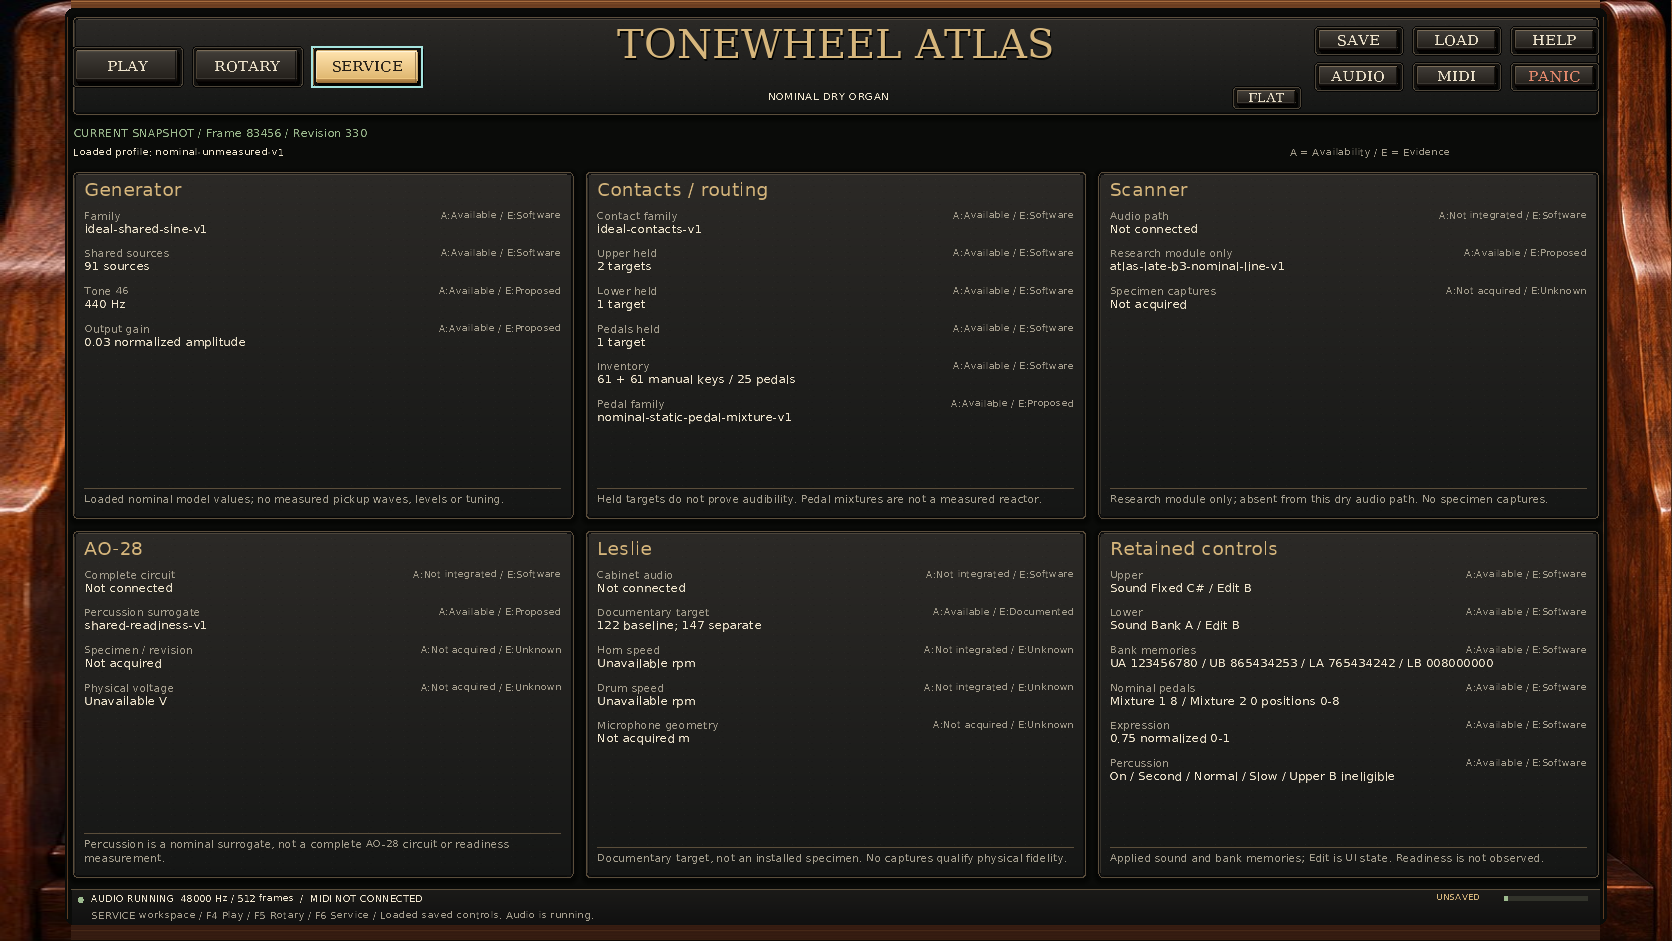 TONEWHEEL ATLAS
PLAY ROTARY SERVICE
SAVE LOAD HELP
AUDIO MIDI PANIC
NOMINAL DRY ORGAN
FLAT
CURRENT SNAPSHOT / Frame 83456 / Revision 330
Loaded profile: nominal-unmeasured-v1
A = Availability / E = Evidence
Generator
Family A:Available / E:Software
ideal-shared-sine-v1
Shared sources A:Available / E:Software
91 sources
Tone 46 A:Available / E:Proposed
440 Hz
Output gain A:Available / E:Proposed
0.03 normalized amplitude
Loaded nominal model values; no measured pickup waves, levels or tuning.
Contacts / routing
Contact family A:Available / E:Software
ideal-contacts-v1
Upper held A:Available / E:Software
2 targets
Lower held A:Available / E:Software
1 target
Pedals held A:Available / E:Software
1 target
Inventory A:Available / E:Software
61 + 61 manual keys / 25 pedals
Pedal family A:Available / E:Proposed
nominal-static-pedal-mixture-v1
Held targets do not prove audibility. Pedal mixtures are not a measured reactor.
Scanner
Audio path A:Not integrated / E:Software
Not connected
Research module only A:Available / E:Proposed
atlas-late-b3-nominal-line-v1
Specimen captures A:Not acquired / E:Unknown
Not acquired
Research module only; absent from this dry audio path. No specimen captures.
AO-28
Complete circuit A:Not integrated / E:Software
Not connected
Percussion surrogate A:Available / E:Proposed
shared-readiness-v1
Specimen / revision A:Not acquired / E:Unknown
Not acquired
Physical voltage A:Not acquired / E:Unknown
Unavailable V
Percussion is a nominal surrogate, not a complete AO-28 circuit or readiness
measurement.
Leslie
Cabinet audio A:Not integrated / E:Software
Not connected
Documentary target A:Available / E:Documented
122 baseline; 147 separate
Horn speed A:Not integrated / E:Unknown
Unavailable rpm
Drum speed A:Not integrated / E:Unknown
Unavailable rpm
Microphone geometry A:Not acquired / E:Unknown
Not acquired m
Documentary target, not an installed specimen. No captures qualify physical fidelity.
Retained controls
Upper A:Available / E:Software
Sound Fixed C# / Edit B
Lower A:Available / E:Software
Sound Bank A / Edit B
Bank memories A:Available / E:Software
UA 123456780 / UB 865434253 / LA 765434242 / LB 008000000
Nominal pedals A:Available / E:Software
Mixture 1 8 / Mixture 2 0 positions 0-8
Expression A:Available / E:Software
0.75 normalized 0-1
Percussion A:Available / E:Software
On / Second / Normal / Slow / Upper B ineligible
Applied sound and bank memories; Edit is UI state. Readiness is not observed.
AUDIO RUNNING 48000 Hz / 512 frames / MIDI NOT CONNECTED
UNSAVED
SERVICE workspace / F4 Play / F5 Rotary / F6 Service / Loaded saved controls. Audio is running.